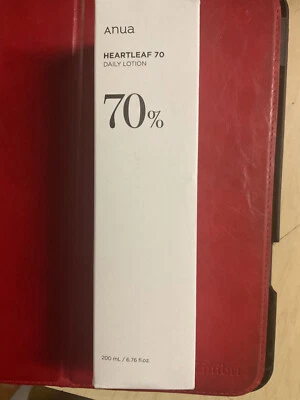 Anua
HEARTLEAF 70
DAILY LOTION
70%
200 mL / 6.76 fl.oz.